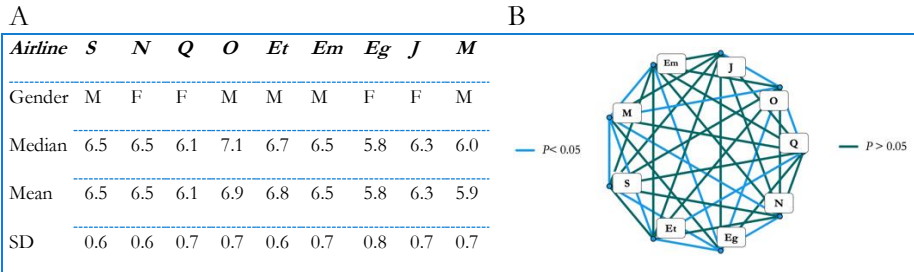 A
Airline S N Q O Et Em Eg J M
Gender M F F M M M F F M
Median 6.5 6.5 6.1 7.1 6.7 6.5 5.8 6.3 6.0
Mean 6.5 6.5 6.1 6.9 6.8 6.5 5.8 6.3 5.9
SD 0.6 0.6 0.7 0.7 0.6 0.7 0.8 0.7 0.7
B
Em
J
O
M
Q
P< 0.05
P > 0.05
S
N
Et
Eg